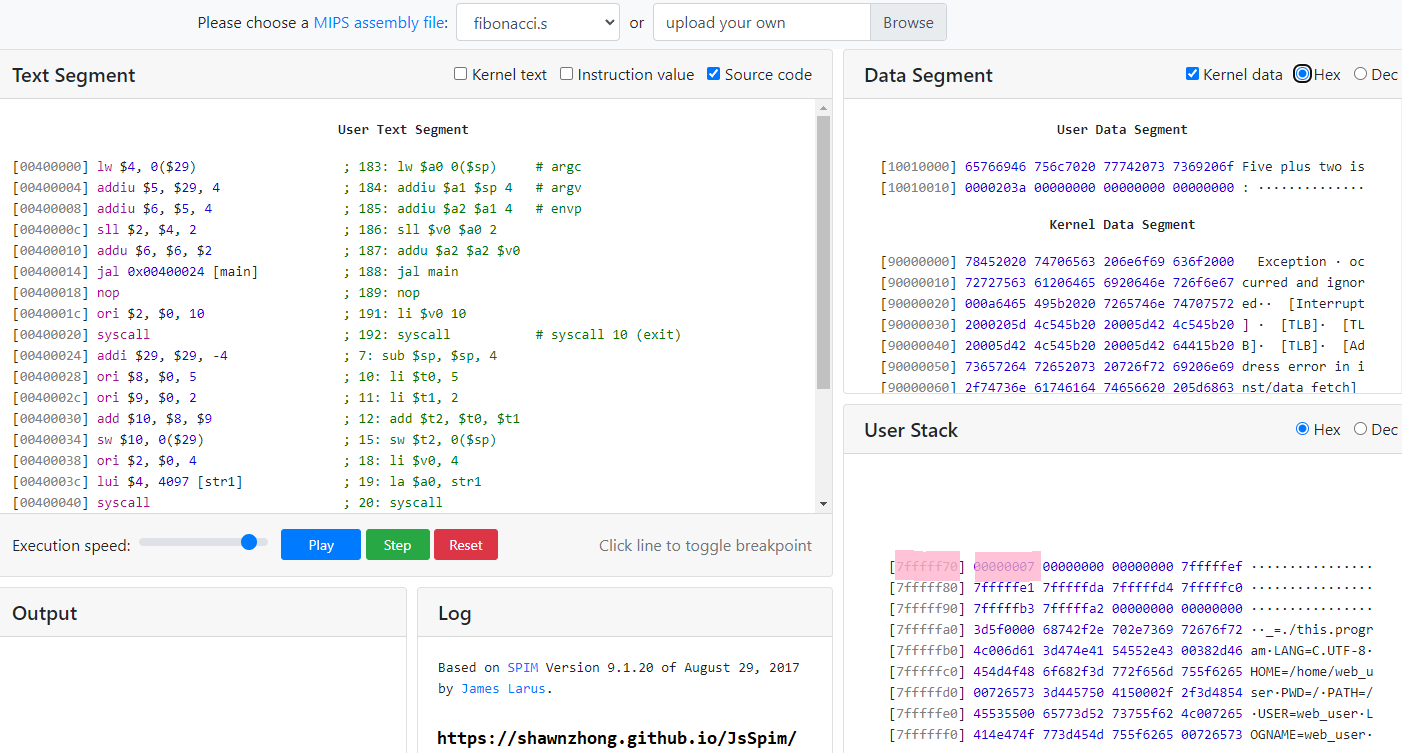 Please choose a MIPS assembly file: fibonacci.s or upload your own Browse
Text Segment Kernel text Instruction value Source code
User Text Segment
[00400000] lw $4, 0($29) ; 183: lw $a0 0($sp) # argc
[00400004] addiu $5, $29, 4 ; 184: addiu $a1 $sp 4 # argv
[00400008] addiu $6, $5, 4 ; 185: addiu $a2 $a1 4 # envp
[0040000c] sll $2, $4, 2 ; 186: sll $v0 $a0 2
[00400010] addu $6, $6, $2 ; 187: addu $a2 $a2 $v0
[00400014] jal 0x00400024 [main] ; 188: jal main
[00400018] nop ; 189: nop
[0040001c] ori $2, $0, 10 ; 191: li $v0 10
[00400020] syscall ; 192: syscall # syscall 10 (exit)
[00400024] addi $29, $29, -4 ; 7: sub $sp, $sp, 4
[00400028] ori $8, $0, 5 ; 10: li $t0, 5
[0040002c] ori $9, $0, 2 ; 11: li $t1, 2
[00400030] add $10, $8, $9 ; 12: add $t2, $t0, $t1
[00400034] sw $10, 0($29) ; 15: sw $t2, 0($sp)
[00400038] ori $2, $0, 4 ; 18: li $v0, 4
[0040003c] lui $4, 4097 [str1] ; 19: la $a0, str1
[00400040] syscall ; 20: syscall
Execution speed: Play Step Reset Click line to toggle breakpoint
Output
Log
Based on SPIM Version 9.1.20 of August 29, 2017
by James Larus.
https://shawnzhong.github.io/JsSpim/
Data Segment Kernel data Hex Dec
User Data Segment
[10010000] 65766946 756c7020 77742073 7369206f Five plus two is
[10010010] 0000203a 00000000 00000000 00000000 : ··············
Kernel Data Segment
[90000000] 78452020 74706563 206e6f69 636f2000 Exception · oc
[90000010] 72727563 61206465 6920646e 726f6e67 curred and ignor
[90000020] 000a6465 495b2020 7265746e 74707572 ed·· [Interrupt
[90000030] 2000205d 4c545b20 20005d42 4c545b20 ] · [TLB]· [TL
[90000040] 20005d42 4c545b20 20005d42 64415b20 B]· [TLB]· [Ad
[90000050] 73657264 72652073 20726f72 69206e69 dress error in i
[90000060] 2f74736e 61746164 74656620 205d6863 nst/data fetch]
User Stack Hex Dec
[7fffff70] 00000007 00000000 00000000 7fffffef ················
[7fffff80] 7fffffe1 7fffffda 7fffffd4 7fffffc0 ················
[7fffff90] 7fffffb3 7fffffa2 00000000 00000000 ················
[7fffffa0] 3d5f0000 68742f2e 702e7369 72676f72 ··_=./this.progr
[7fffffb0] 4c006d61 3d474e41 54552e43 00382d46 am·LANG=C.UTF-8·
[7fffffc0] 454d4f48 6f682f3d 772f656d 755f6265 HOME=/home/web_u
[7fffffd0] 00726573 3d445750 4150002f 2f3d4854 ser·PWD=/·PATH=/
[7fffffe0] 45535500 65773d52 73755f62 4c007265 ·USER=web_user·L
[7ffffff0] 414e474f 773d454d 755f6265 00726573 OGNAME=web_user·